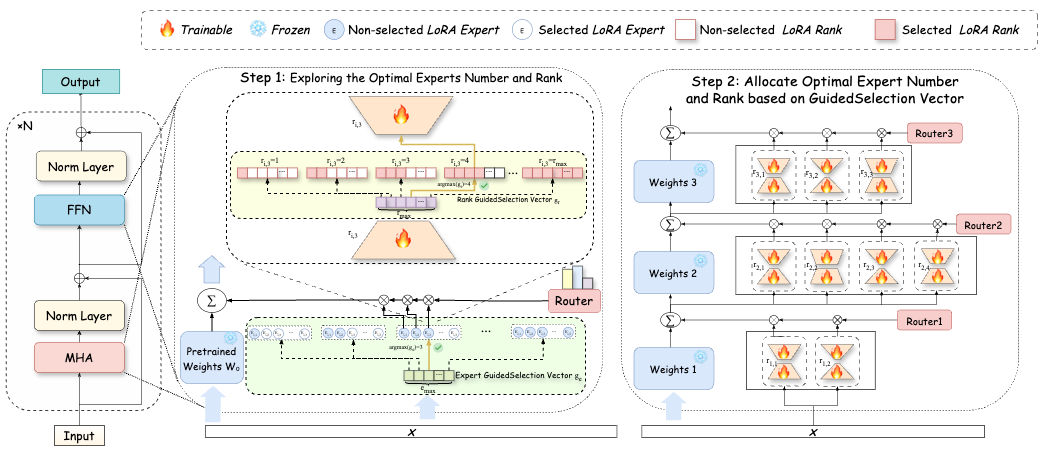 Trainable
Frozen
E
Non-selected LoRA Expert
E
Selected LoRA Expert
Non-selected LoRA Rank
Selected LoRA Rank
Output
×N
Norm Layer
FFN
Norm Layer
MHA
Input
Step 1: Exploring the Optimal Experts Number and Rank
r_{i,3}
r_{i,3}=1
r_{i,3}=2
r_{i,3}=3
r_{i,3}=4
...
r_{i,3}=r_{max}
argmax(g_r)=4
Rank GuidedSelection Vector g_r
r_{max}
r_{i,3}
Router
Σ
Pretrained
Weights W_0
...
argmax(g_e)=3
Expert GuidedSelection Vector g_e
e_{max}
x
Step 2: Allocate Optimal Expert Number
and Rank based on GuidedSelection Vector
Σ
Router3
Weights 3
r_{3,1}
r_{3,2}
r_{3,3}
Σ
Router2
Weights 2
r_{2,1}
r_{2,2}
r_{2,3}
r_{2,4}
Σ
Router1
Weights 1
r_{1,1}
r_{1,2}
x